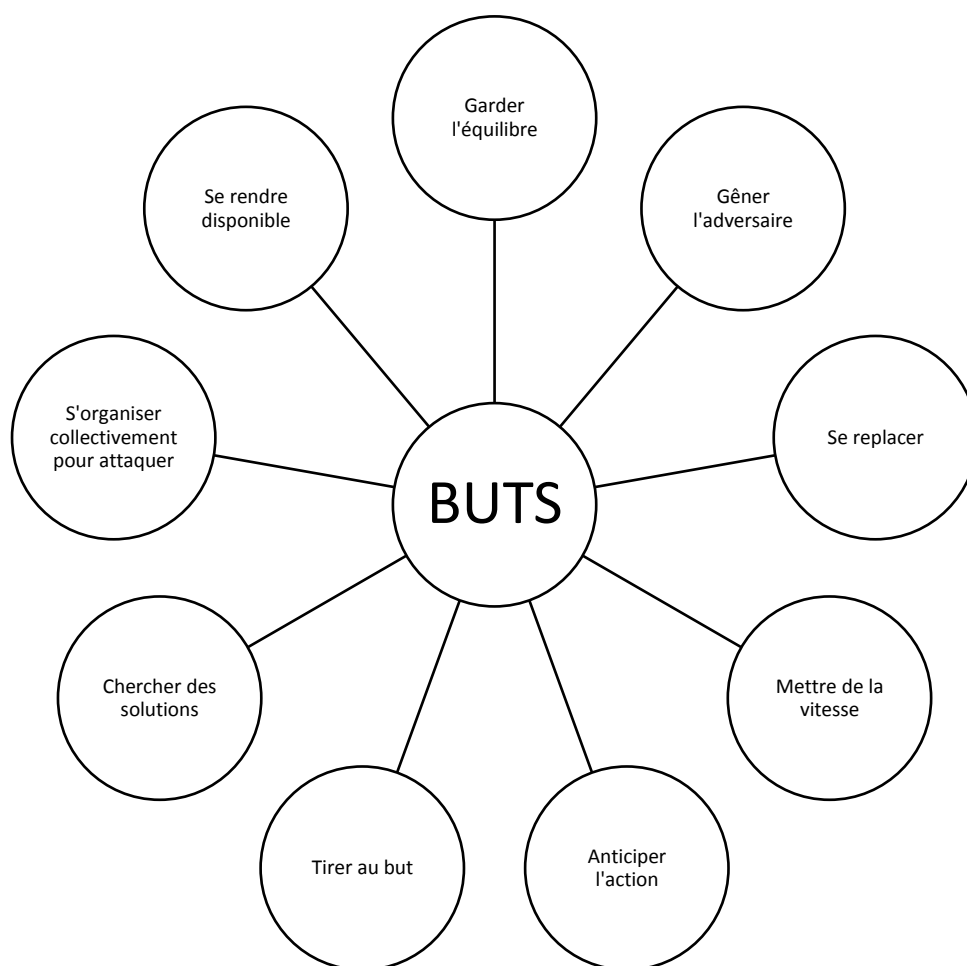 Garder
l'équilibre
Gêner
l'adversaire
Se replacer
Mettre de la
vitesse
Anticiper
l'action
Tirer au but
Chercher des
solutions
S'organiser
collectivement
pour attaquer
Se rendre
disponible
BUTS